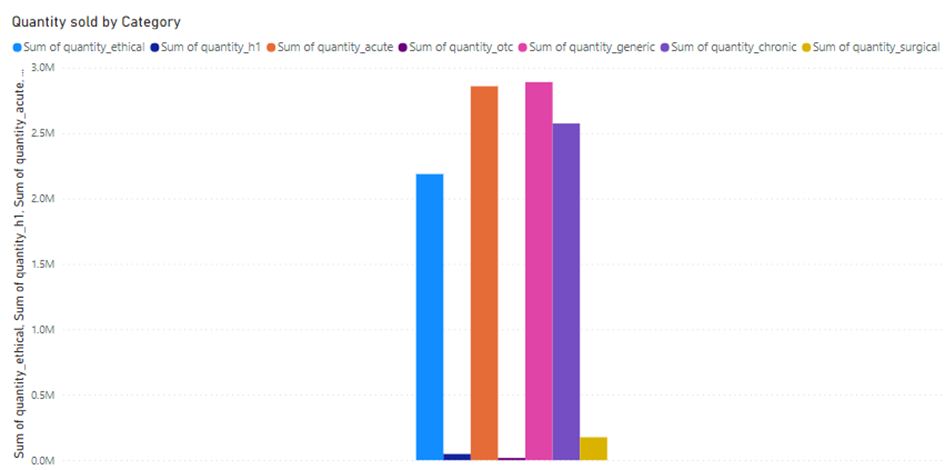 Quantity sold by Category
Sum of quantity_ethical Sum of quantity_h1 Sum of quantity_acute Sum of quantity_otc Sum of quantity_generic Sum of quantity_chronic Sum of quantity_surgical
Sum of quantity_ethical, Sum of quantity_h1, Sum of quantity_acute, ...
3.0M
2.5M
2.0M
1.5M
1.0M
0.5M
0.0M